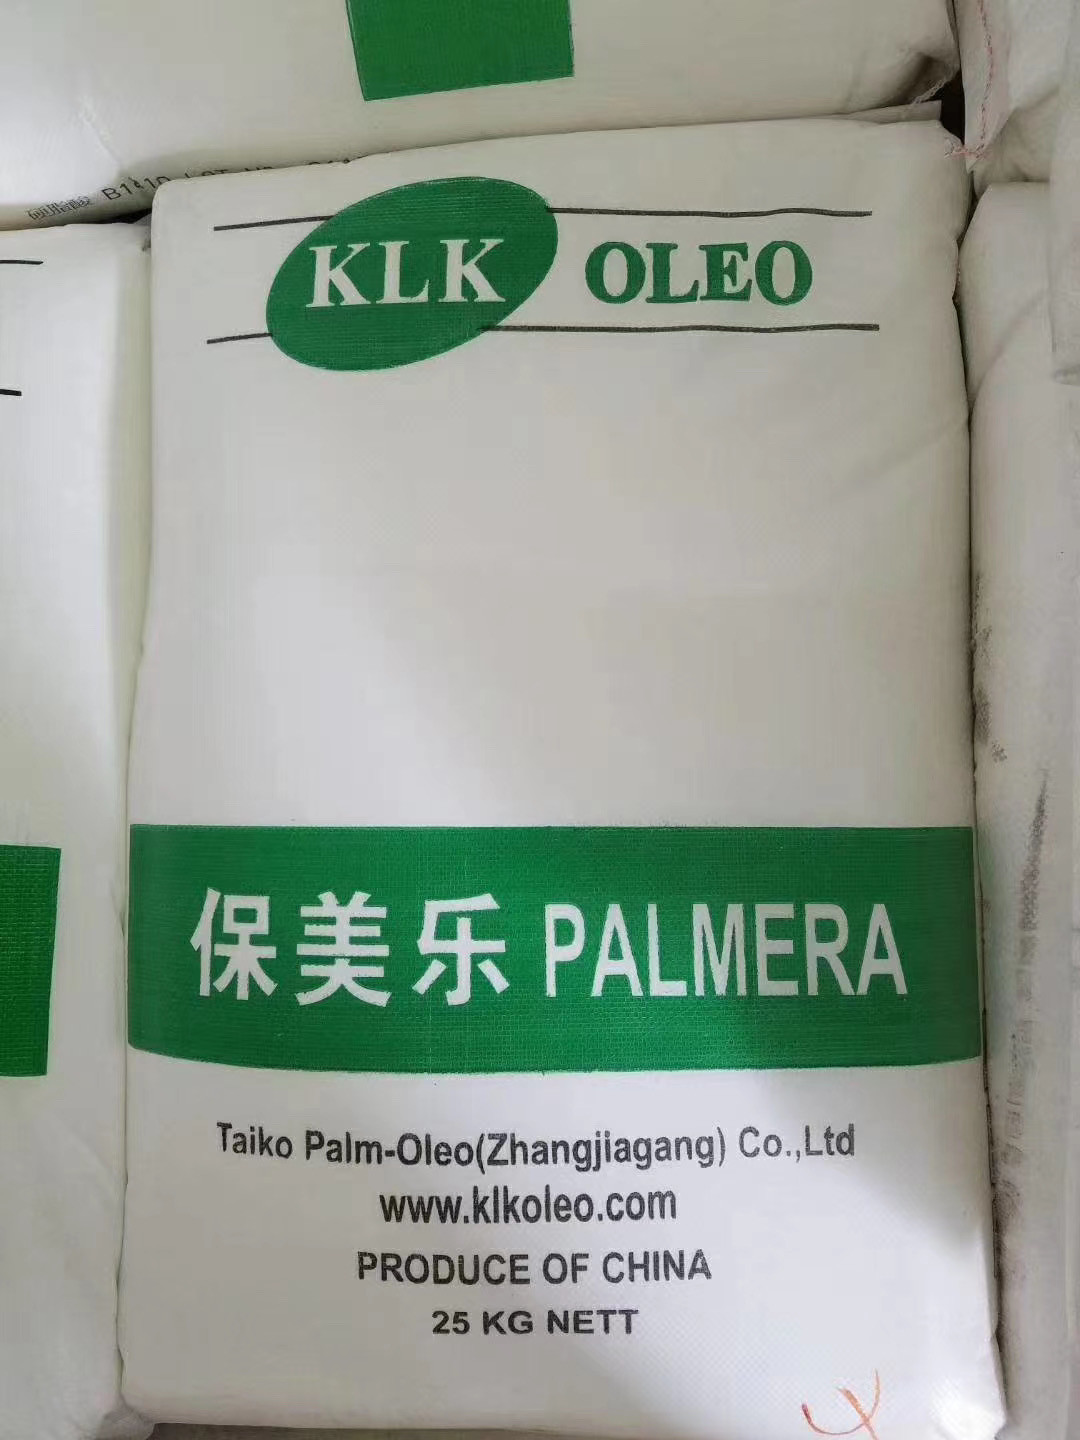 KLK OLEO
保美乐 PALMERA
Taiko Palm-Oleo(Zhangjiagang) Co.,Ltd
www.klkoleo.com
PRODUCE OF CHINA
25 KG NETT